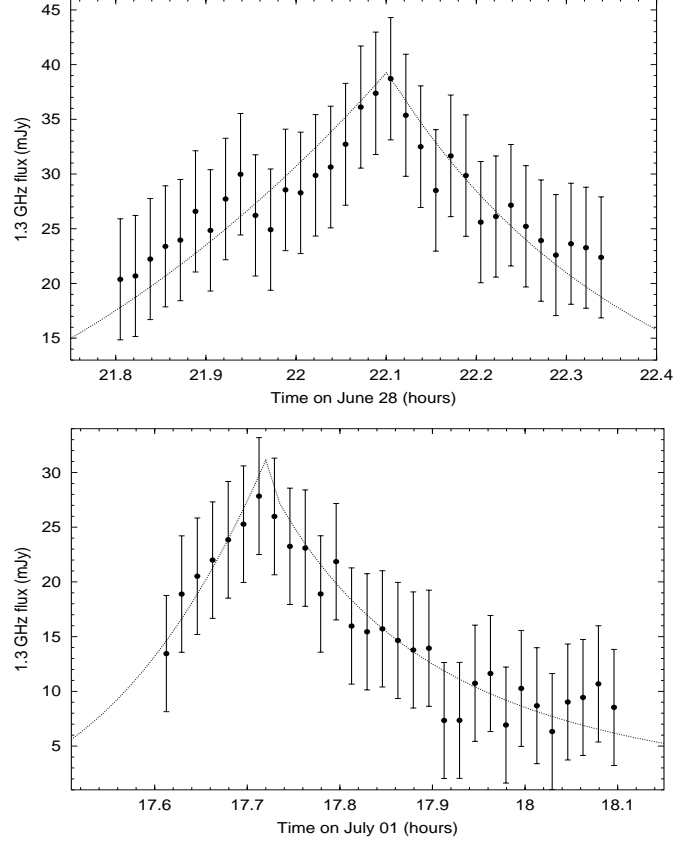 45
40
35
30
25
20
15
1.3 GHz flux (mJy)
21.8 21.9 22 22.1 22.2 22.3 22.4
Time on June 28 (hours)
30
25
20
15
10
5
1.3 GHz flux (mJy)
17.6 17.7 17.8 17.9 18 18.1
Time on July 01 (hours)